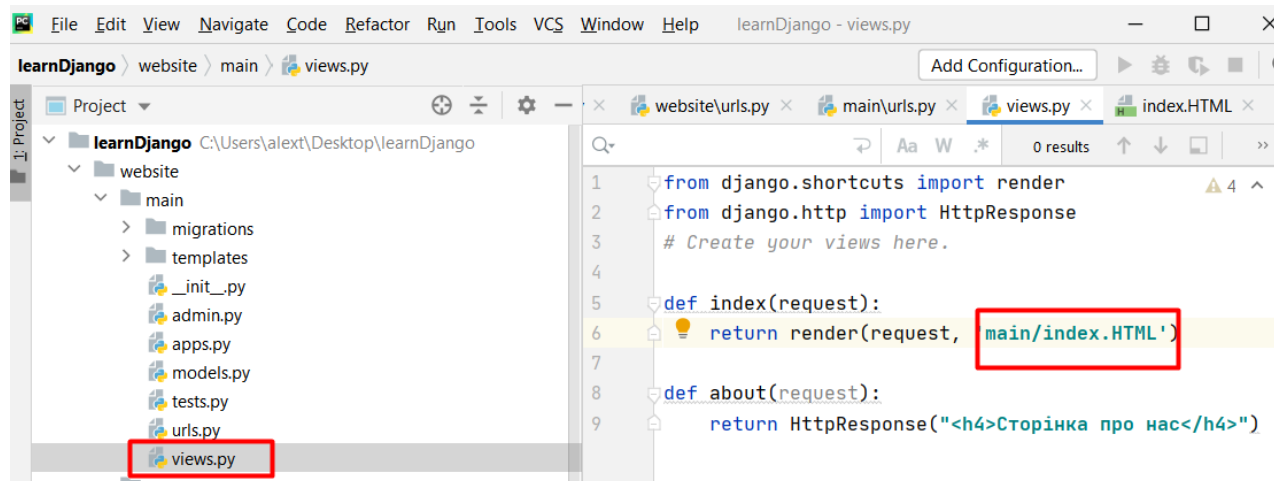 PC File Edit View Navigate Code Refactor Run Tools VCS Window Help learnDjango - views.py
learnDjango 〉 website 〉 main 〉 views.py Add Configuration...
1: Project
Project
website\urls.py × main\urls.py × views.py × index.HTML ×
learnDjango C:\Users\alext\Desktop\learnDjango
website
main
migrations
templates
__init__.py
admin.py
apps.py
models.py
tests.py
urls.py
views.py
Aa W .* 0 results
1 from django.shortcuts import render
4
2 from django.http import HttpResponse
3 # Create your views here.
4
5 def index(request):
6 return render(request, 'main/index.HTML')
7
8 def about(request):
9 return HttpResponse("<h4>Сторінка про нас</h4>")